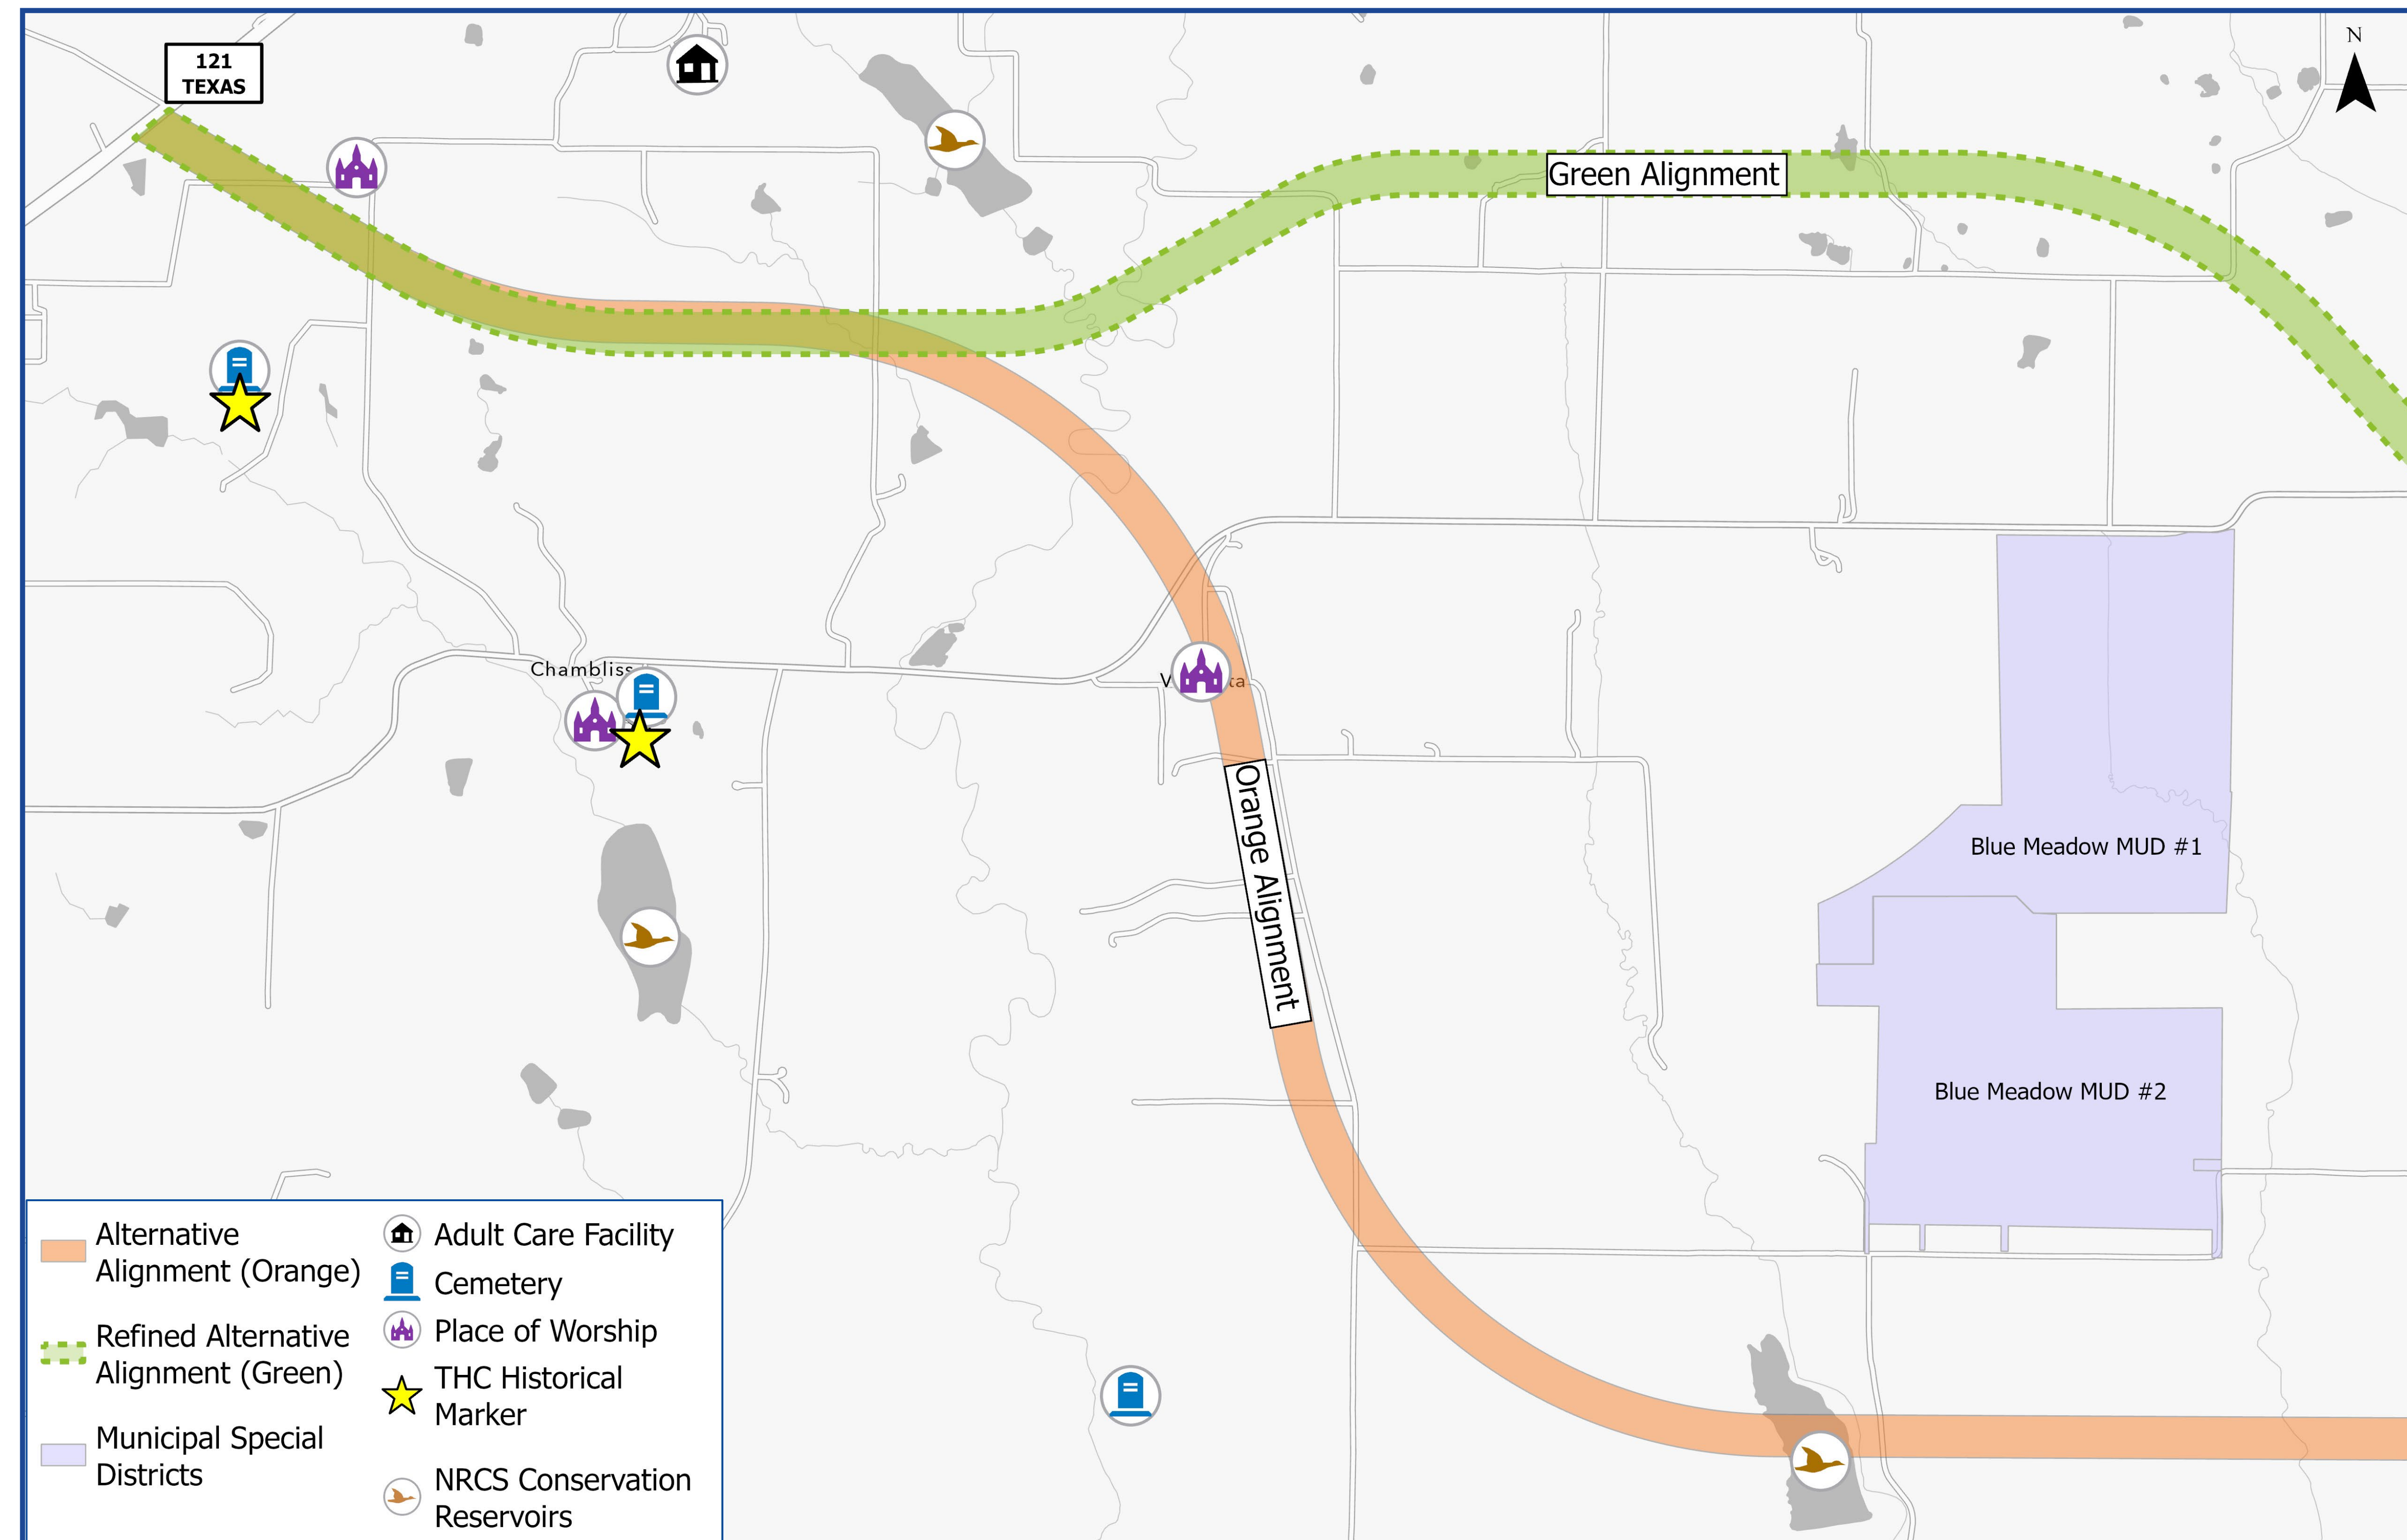 121
TEXAS
N
Green Alignment
Chambliss
Orange Alignment
Blue Meadow MUD #1
Blue Meadow MUD #2
Alternative
Alignment (Orange)
Refined Alternative
Alignment (Green)
Municipal Special
Districts
Adult Care Facility
Cemetery
Place of Worship
THC Historical
Marker
NRCS Conservation
Reservoirs